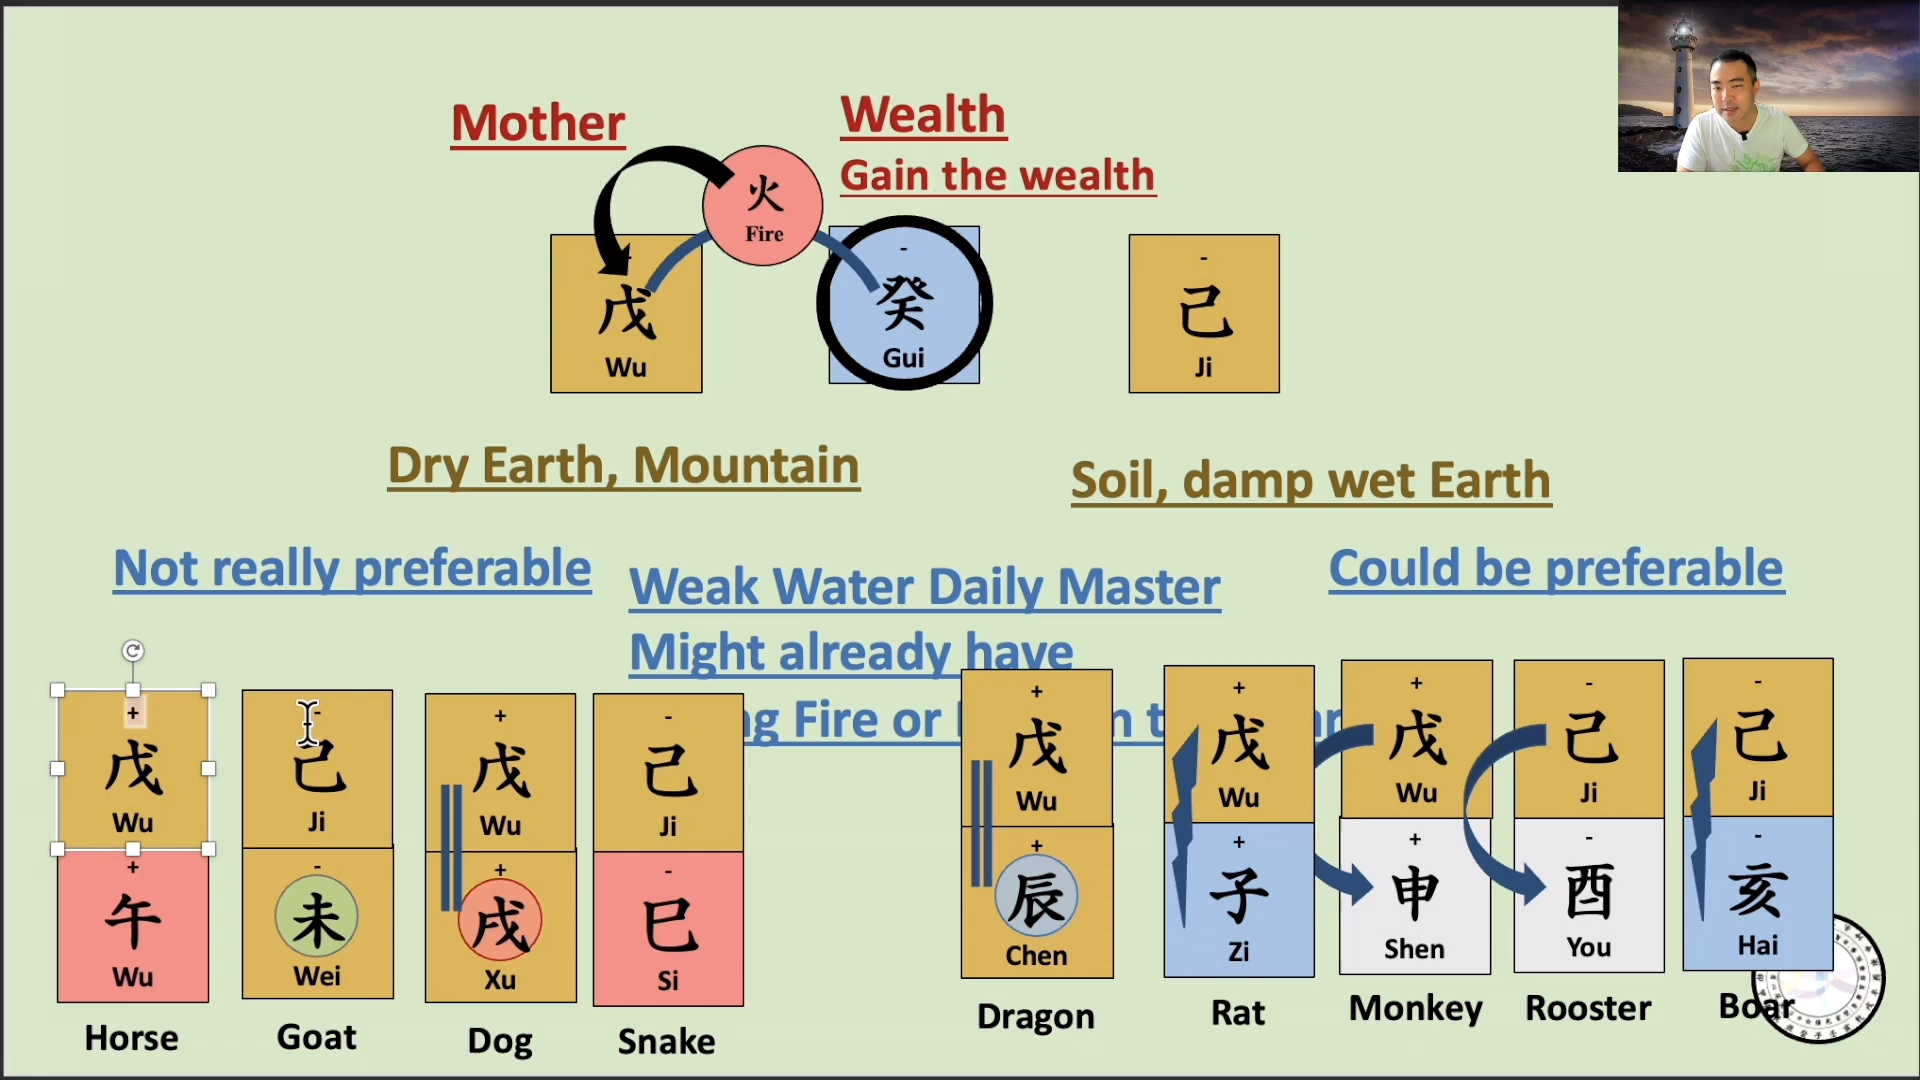 Mother
Wealth
Gain the wealth
火
Fire
戊
Wu
-
癸
Gui
-
己
Ji
Dry Earth, Mountain
Soil, damp wet Earth
Not really preferable
Weak Water Daily Master
Might already have
Fire or
Could be preferable
+
戊
Wu
+
午
Wu
Horse
-
己
Ji
-
未
Wei
Goat
+
戊
Wu
+
戌
Xu
Dog
-
己
Ji
-
巳
Si
Snake
+
戊
Wu
+
辰
Chen
Dragon
+
戊
Wu
+
子
Zi
Rat
+
戊
Wu
+
申
Shen
Monkey
-
己
Ji
-
酉
You
Rooster
-
己
Ji
-
亥
Hai
Boar